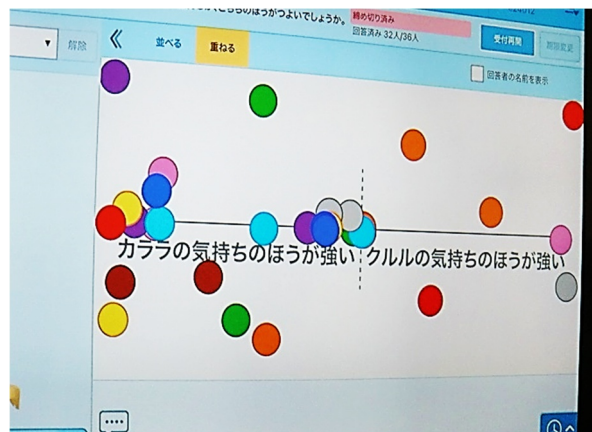 こちらのほうがつよいでしょうか。
締め切り済み
回答済み 32人/36人
解除
並べる
重ねる
受付再開
回答者の名前を表示
カララの気持ちのほうが強い
クルルの気持ちのほうが強い